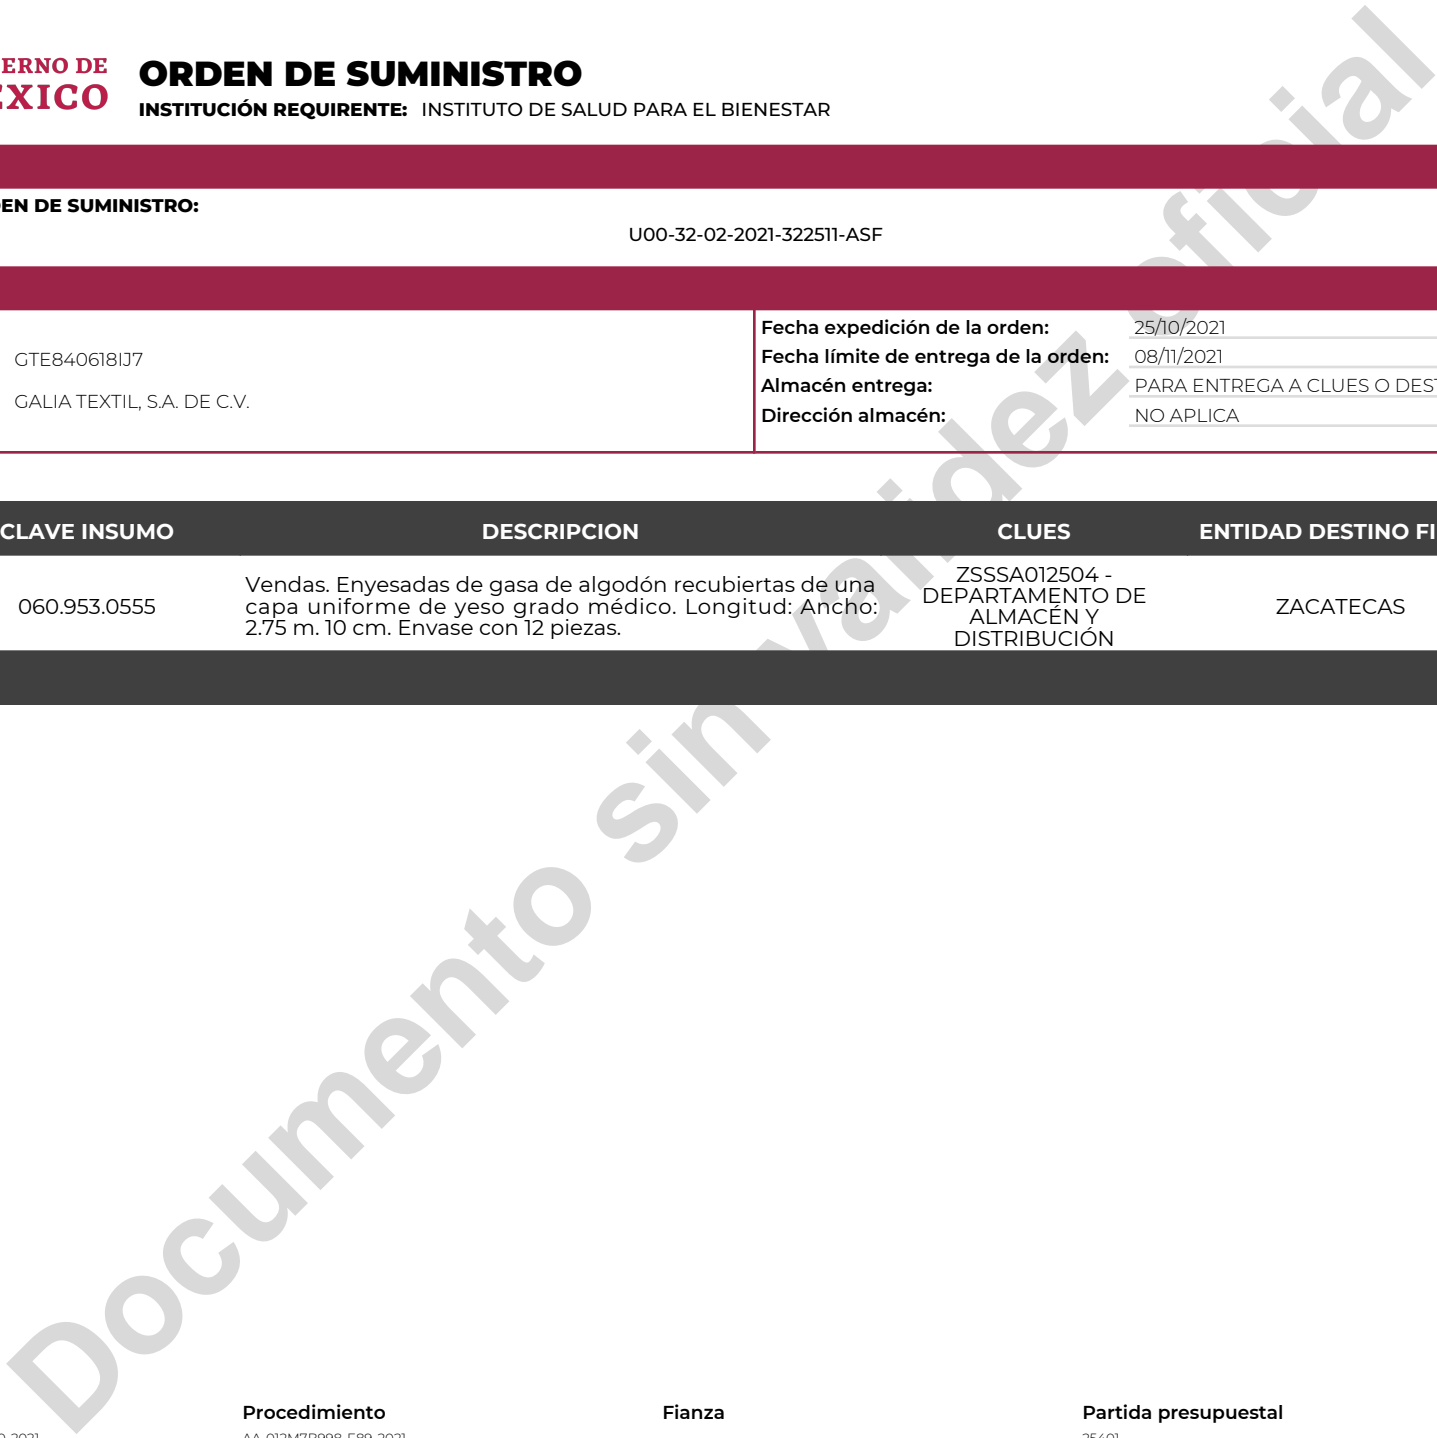 ERNO DE
EXICO
ORDEN DE SUMINISTRO
INSTITUCIÓN REQUIRENTE: INSTITUTO DE SALUD PARA EL BIENESTAR
EN DE SUMINISTRO:
U00-32-02-2021-322511-ASF
GTE840618IJ7
GALIA TEXTIL, S.A. DE C.V.
Fecha expedición de la orden: 25/10/2021
Fecha límite de entrega de la orden: 08/11/2021
Almacén entrega: PARA ENTREGA A CLUES O DEST
Dirección almacén: NO APLICA
CLAVE INSUMO DESCRIPCION CLUES ENTIDAD DESTINO FI
060.953.0555
Vendas. Enyesadas de gasa de algodón recubiertas de una
capa uniforme de yeso grado médico. Longitud: Ancho:
2.75 m. 10 cm. Envase con 12 piezas.
ZSSSA012504 -
DEPARTAMENTO DE
ALMACÉN Y
DISTRIBUCIÓN
ZACATECAS
Documento sin validez oficial
Procedimiento Fianza Partida presupuestal